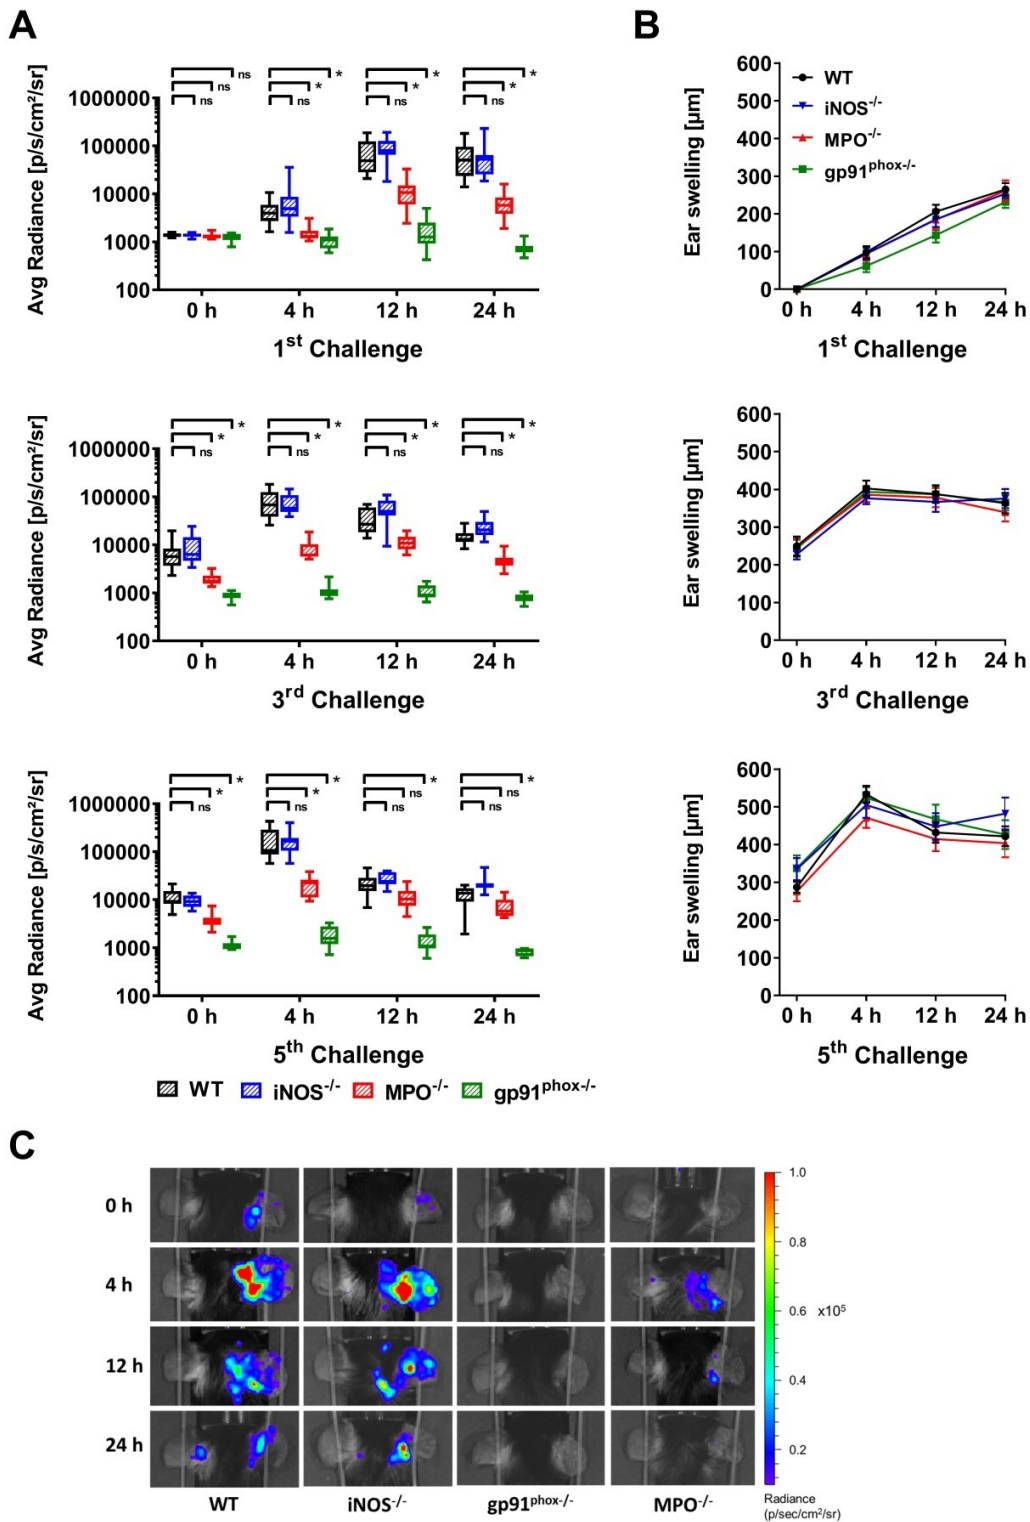 A
B
Avg Radiance [p/s/cm²/sr]
1000000
100000
10000
1000
100
ns
ns
ns
*
*
ns
*
*
ns
*
*
ns
0 h
4 h
12 h
24 h
1st Challenge
Ear swelling [µm]
600
500
400
300
200
100
0
WT
iNOS-/-
MPO-/-
gp91phox-/-
0 h
4 h
12 h
24 h
1st Challenge
Avg Radiance [p/s/cm²/sr]
1000000
100000
10000
1000
100
*
*
ns
*
*
ns
*
*
ns
*
*
ns
0 h
4 h
12 h
24 h
3rd Challenge
Ear swelling [µm]
600
500
400
300
200
100
0
0 h
4 h
12 h
24 h
3rd Challenge
Avg Radiance [p/s/cm²/sr]
1000000
100000
10000
1000
100
*
*
ns
*
*
ns
*
ns
ns
*
ns
ns
0 h
4 h
12 h
24 h
5th Challenge
WT iNOS-/- MPO-/- gp91phox-/-
Ear swelling [µm]
600
500
400
300
200
100
0
0 h
4 h
12 h
24 h
5th Challenge
C
0 h
4 h
12 h
24 h
WT
iNOS-/-
gp91phox-/-
MPO-/-
1.0
0.8
0.6
x10⁵
0.4
0.2
Radiance
(p/sec/cm²/sr)